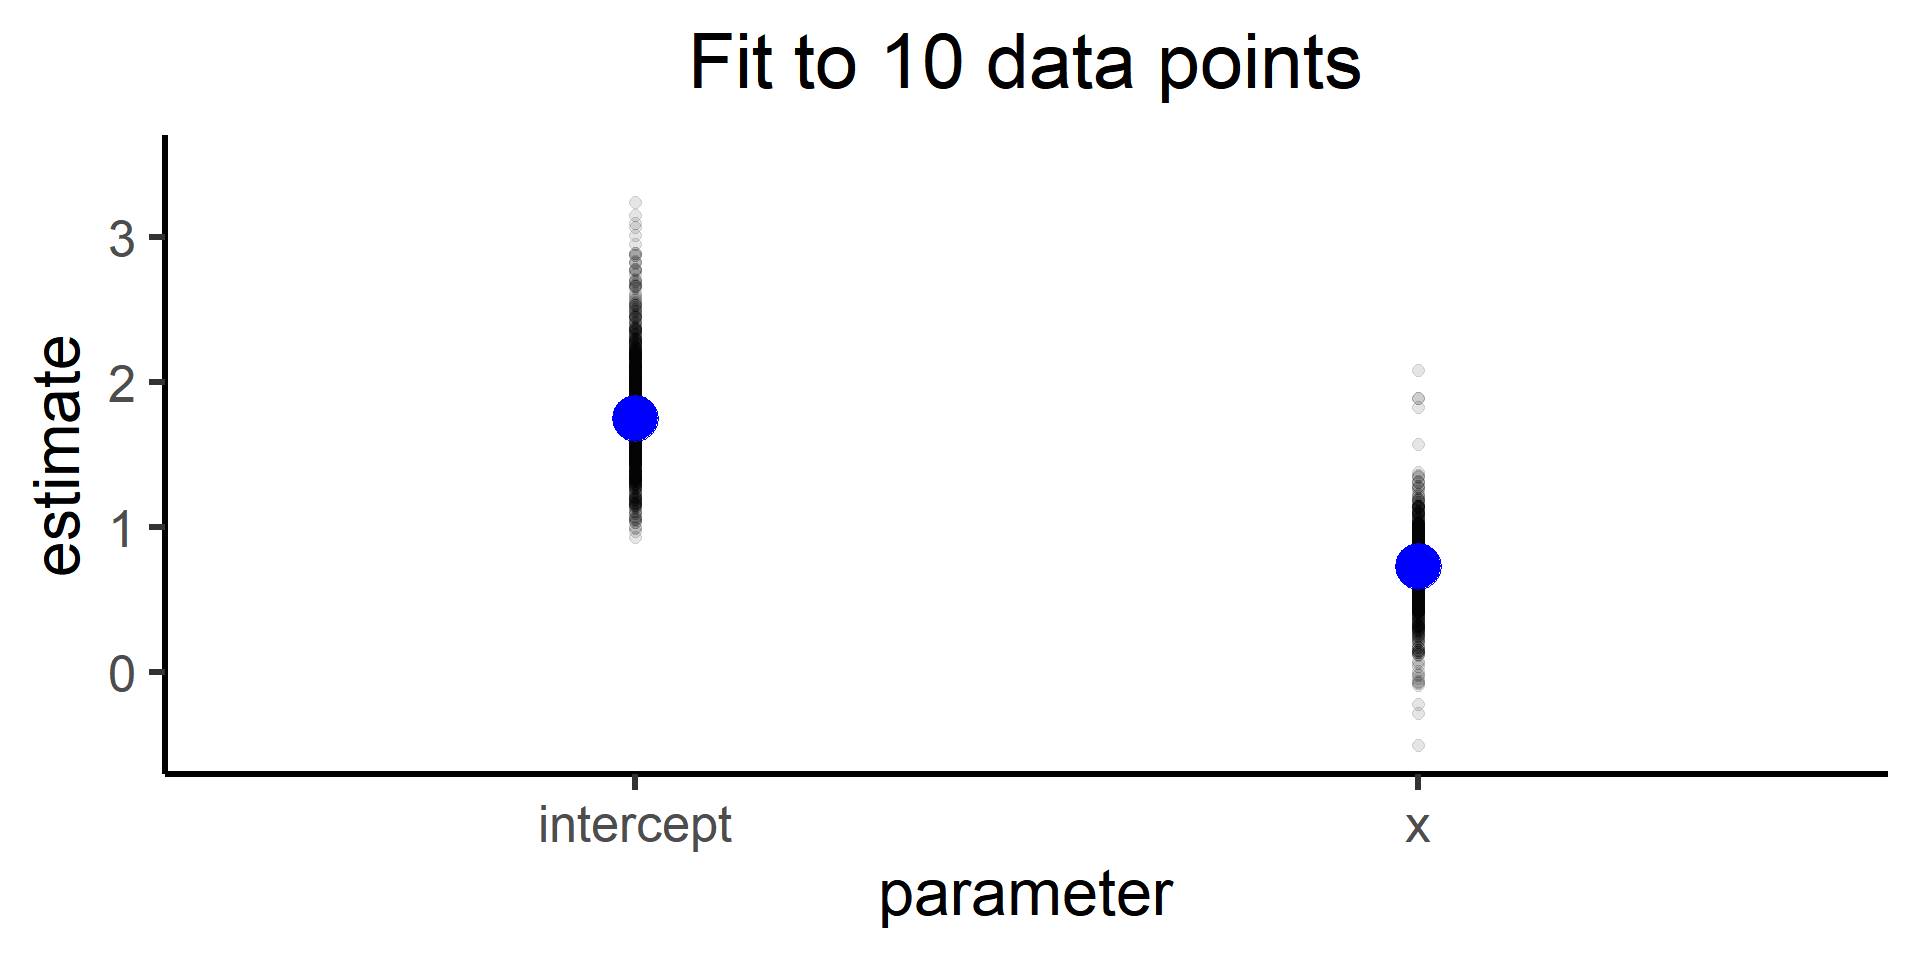 Fit to 10 data points
estimate
3
2
1
0
intercept
x
parameter